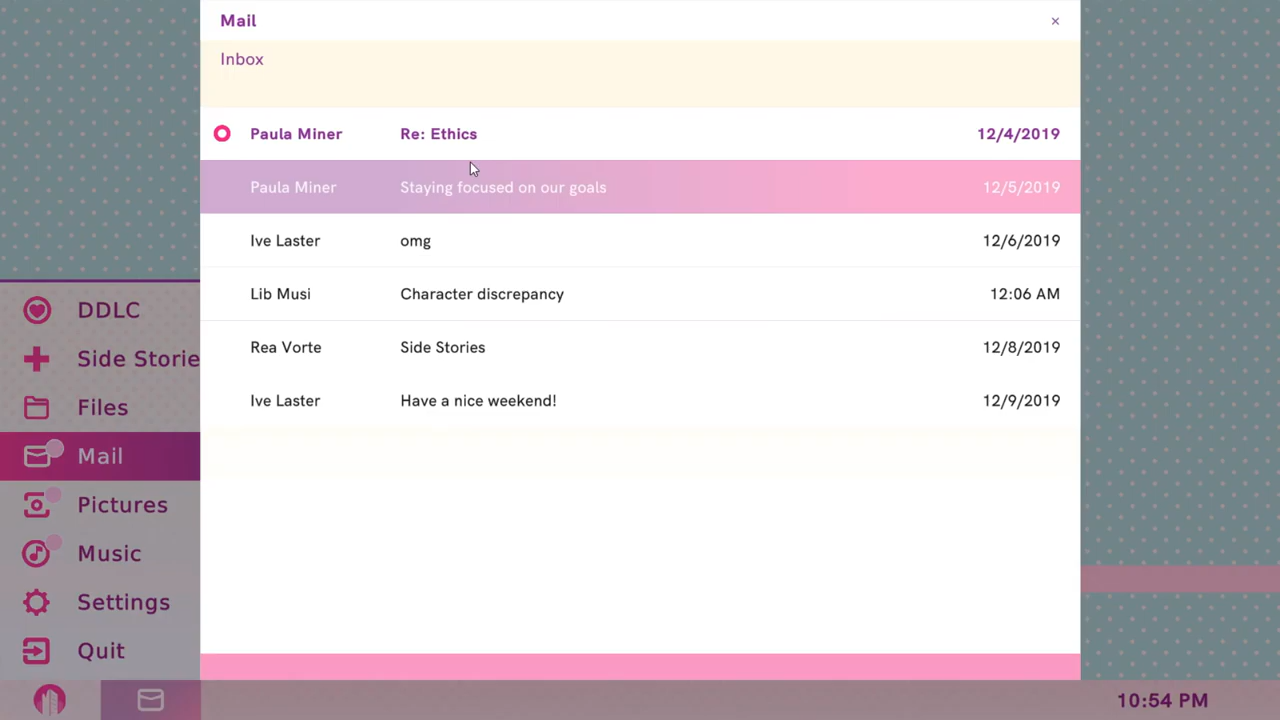 Mail ×
Inbox
Paula Miner Re: Ethics 12/4/2019
Paula Miner Staying focused on our goals 12/5/2019
Ive Laster omg 12/6/2019
Lib Musi Character discrepancy 12:06 AM
Rea Vorte Side Stories 12/8/2019
Ive Laster Have a nice weekend! 12/9/2019
DDLC
Side Storie
Files
Mail
Pictures
Music
Settings
Quit
10:54 PM